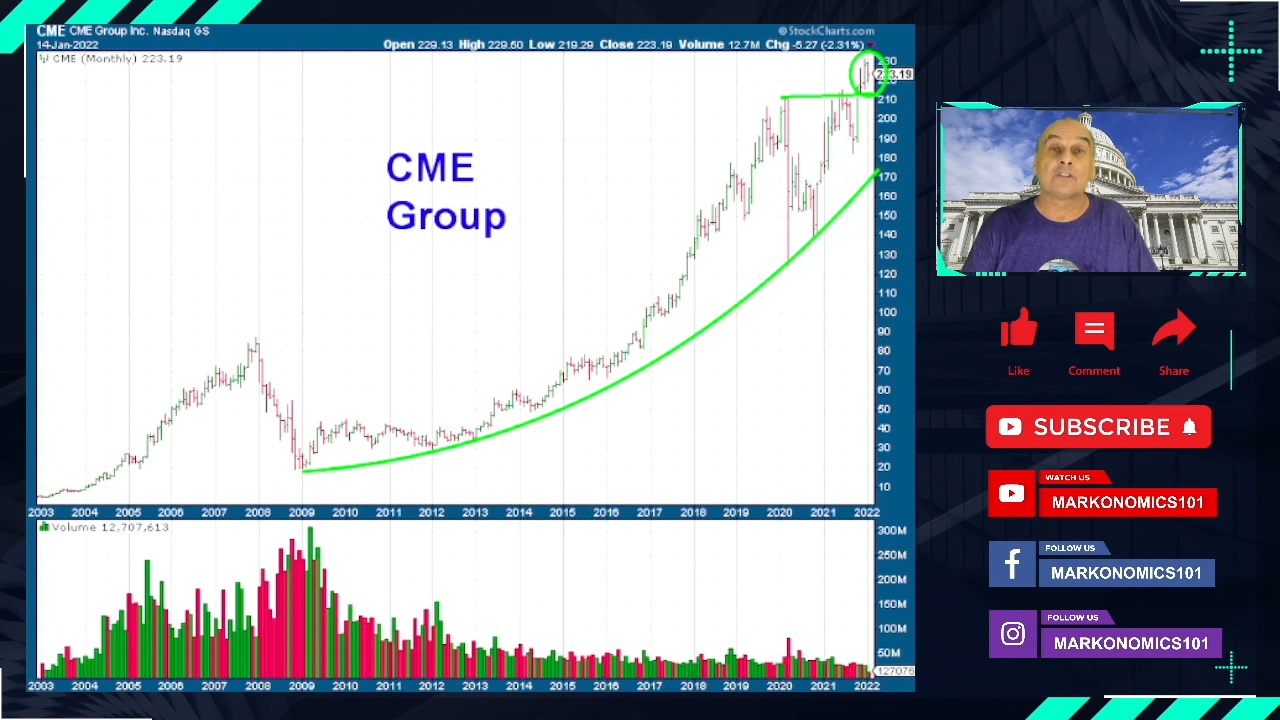 CME CME Group Inc. Nasdaq GS
© StockCharts.com
14-Jan-2022
Open 229.13 High 229.50 Low 219.29 Close 223.19 Volume 12.7M Chg -5.27 (-2.31%)
CME (Monthly) 223.19
CME
Group
230
223.19
210
200
190
180
170
160
150
140
130
120
110
100
90
80
70
60
50
40
30
20
10
2003 2004 2005 2006 2007 2008 2009 2010 2011 2012 2013 2014 2015 2016 2017 2018 2019 2020 2021 2022
Volume 12,707,613
300M
250M
200M
150M
100M
50M
127076
2003 2004 2005 2006 2007 2008 2009 2010 2011 2012 2013 2014 2015 2016 2017 2018 2019 2020 2021 2022
Like
Comment
Share
SUBSCRIBE
WATCH US
MARKONOMICS101
FOLLOW US
MARKONOMICS101
FOLLOW US
MARKONOMICS101